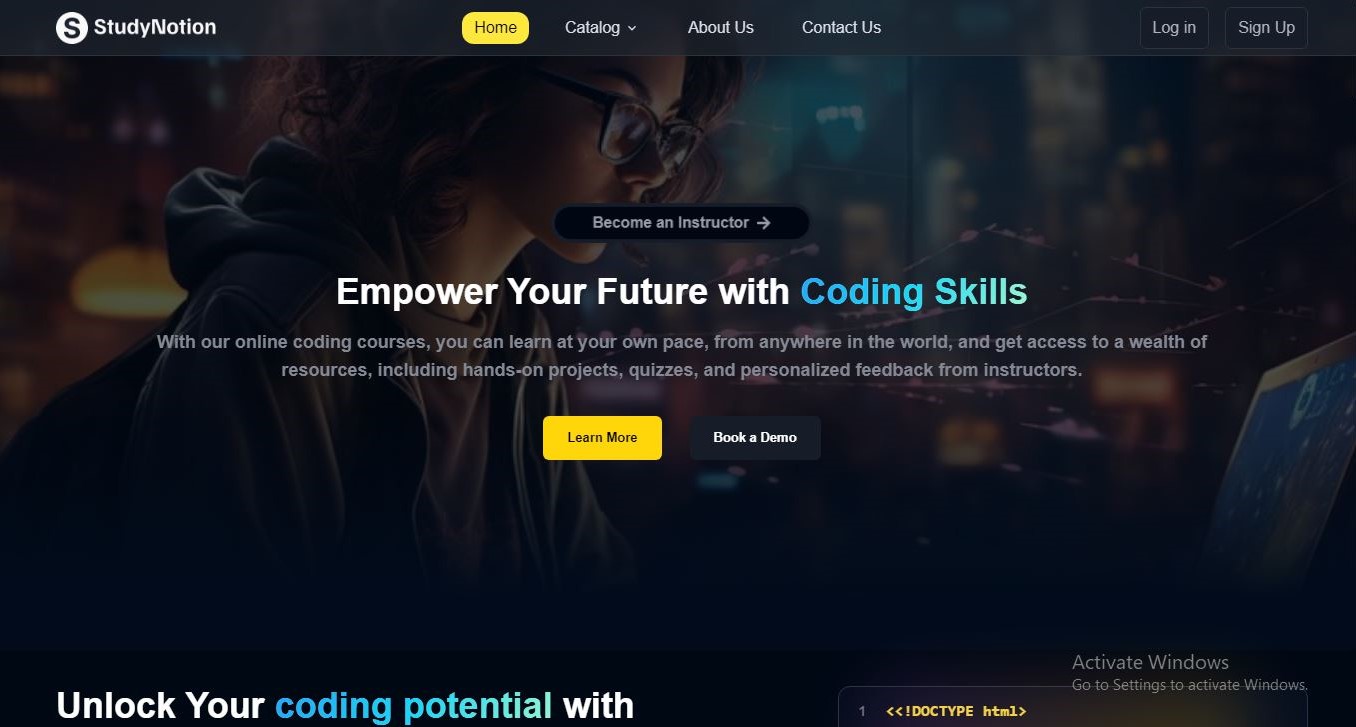 StudyNotion
Home
Catalog
About Us
Contact Us
Log in
Sign Up
Become an Instructor
Empower Your Future with Coding Skills
With our online coding courses, you can learn at your own pace, from anywhere in the world, and get access to a wealth of
resources, including hands-on projects, quizzes, and personalized feedback from instructors.
Learn More
Book a Demo
Unlock Your coding potential with
Activate Windows
Go to Settings to activate Windows.
1 <<!DOCTYPE html>